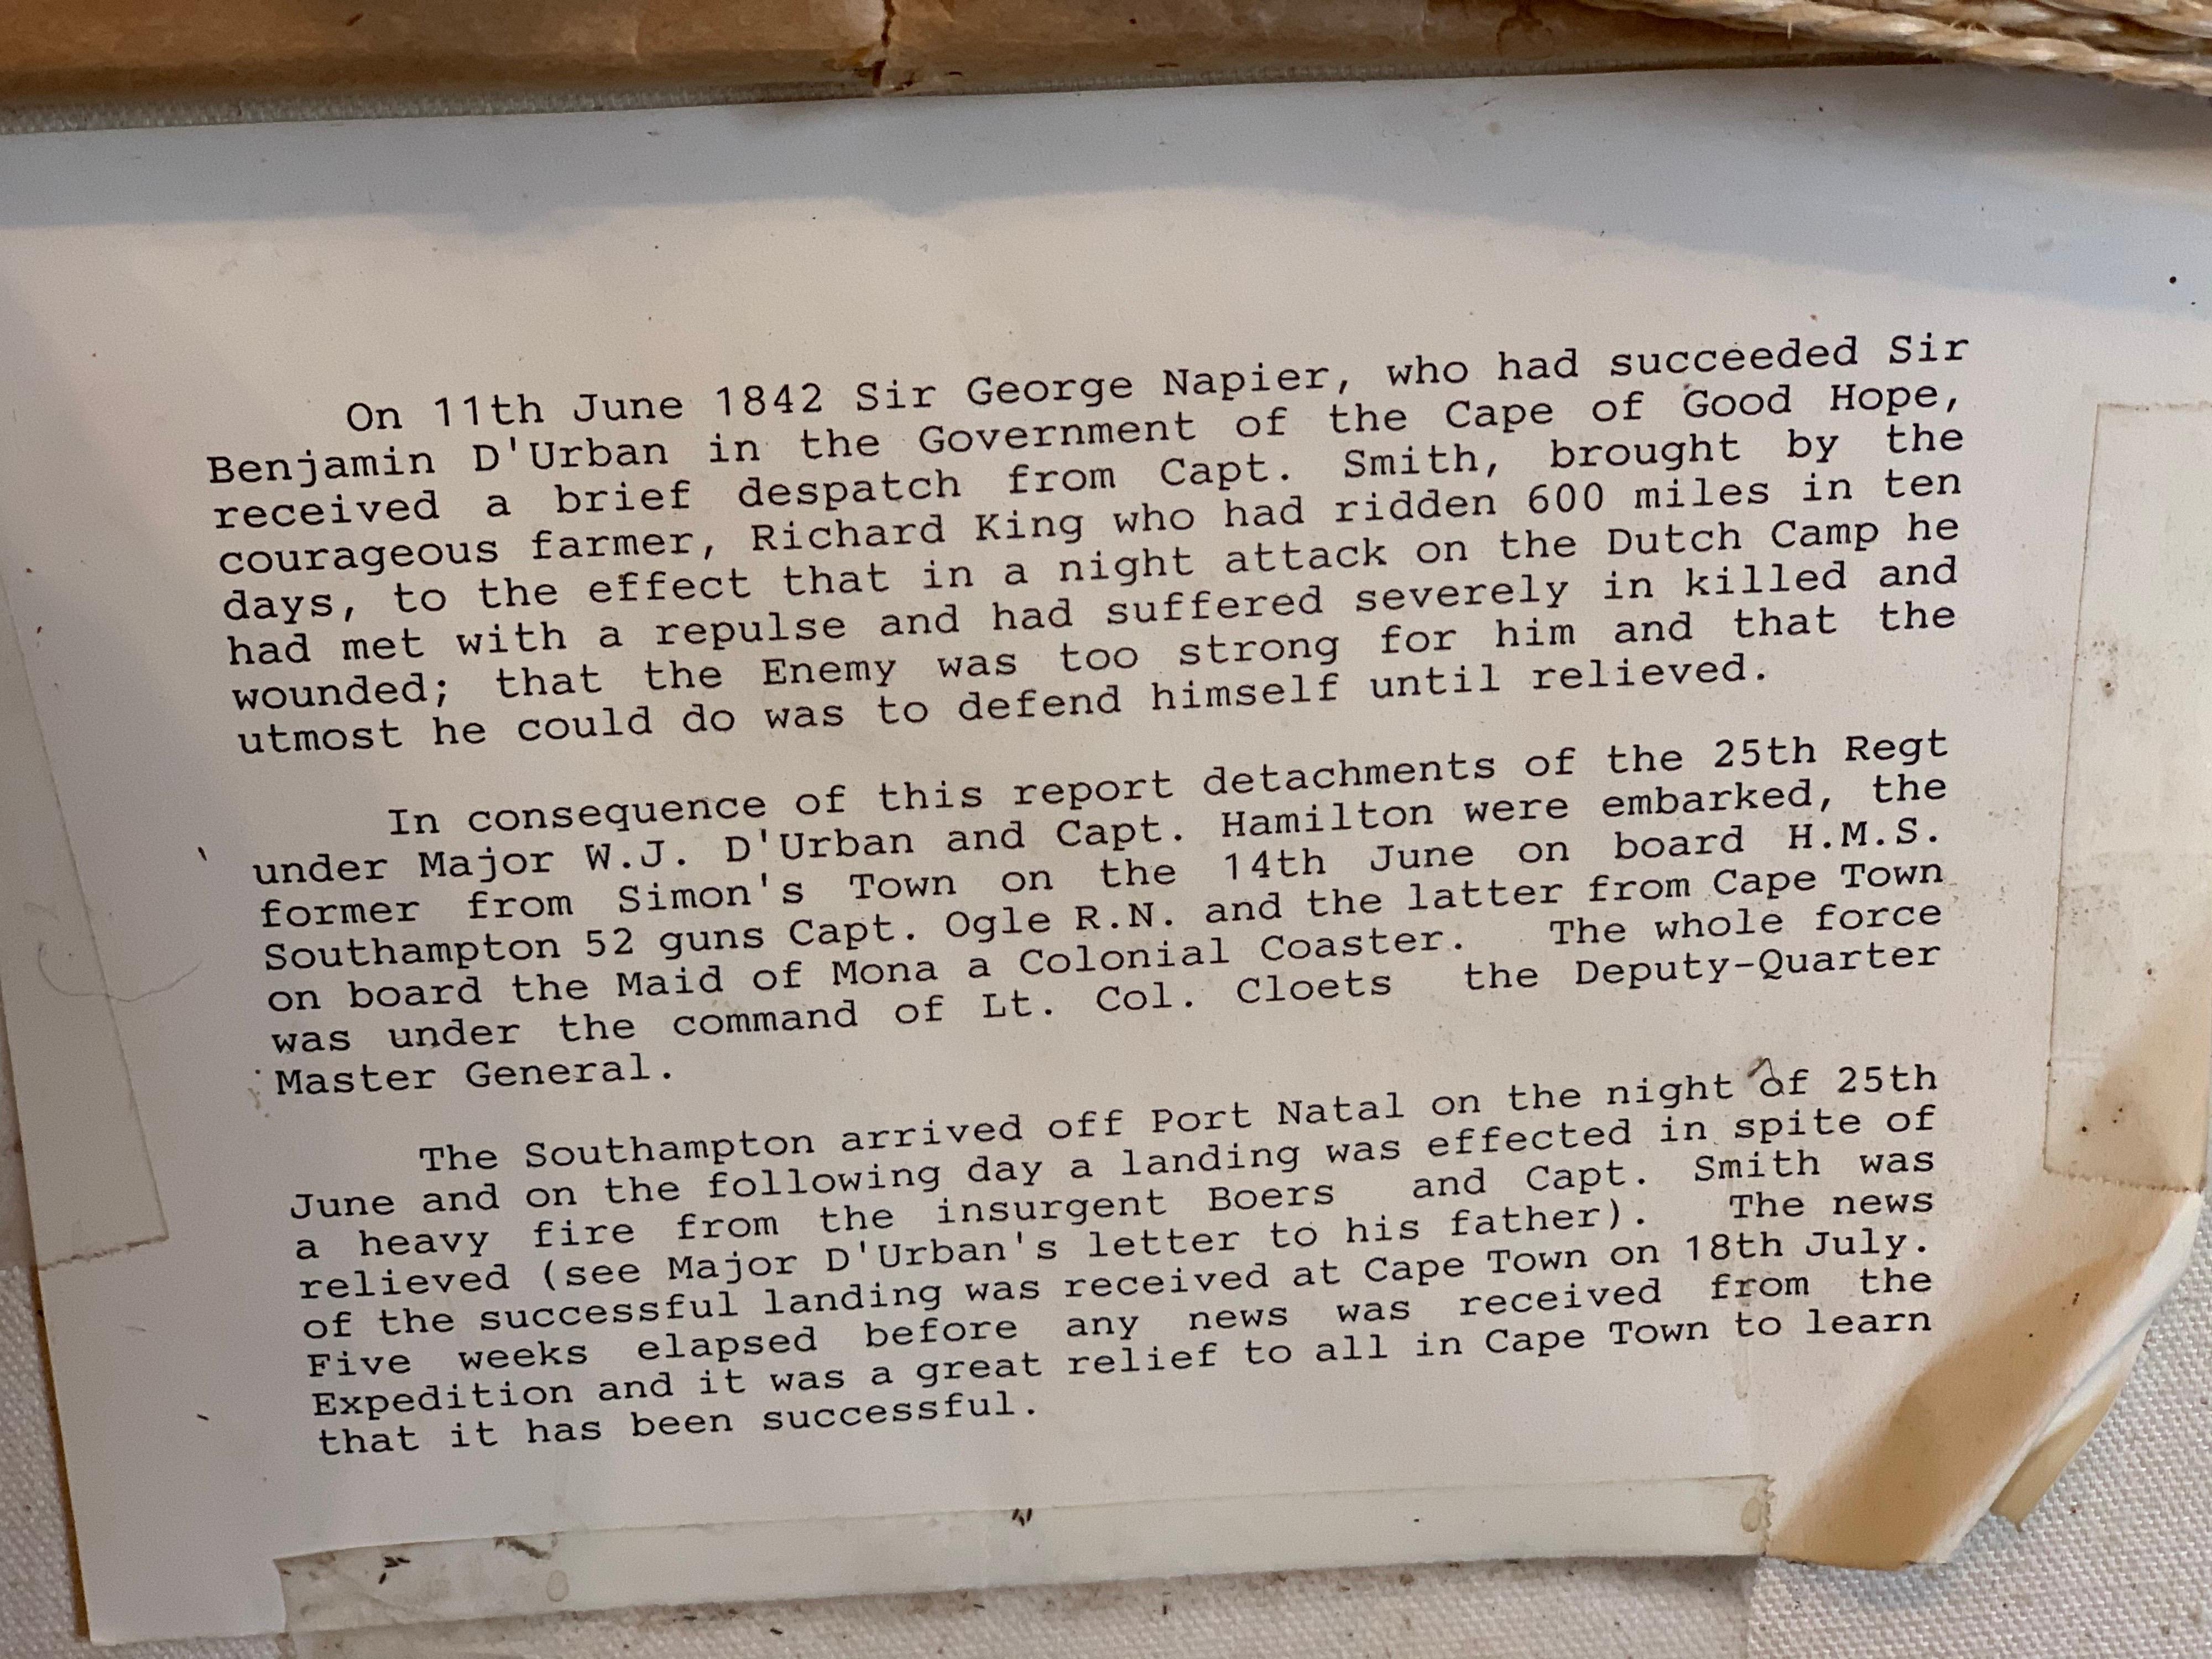 On 11th June 1842 Sir George Napier, who had succeeded Sir
Benjamin D'Urban in the Government of the Cape of Good Hope,
received a brief despatch from Capt. Smith, brought by the
courageous farmer, Richard King who had ridden 600 miles in ten
days, to the effect that in a night attack on the Dutch Camp he
had met with a repulse and had suffered severely in killed and
wounded; that the Enemy was too strong for him and that the
utmost he could do was to defend himself until relieved.
In consequence of this report detachments of the 25th Regt
under Major W.J. D'Urban and Capt. Hamilton were embarked, the
former from Simon's Town on the 14th June on board H.M.S.
Southampton 52 guns Capt. Ogle R.N. and the latter from Cape Town
on board the Maid of Mona a Colonial Coaster. The whole force
was under the command of Lt. Col. Cloets the Deputy-Quarter
Master General.
The Southampton arrived off Port Natal on the night of 25th
June and on the following day a landing was effected in spite of
a heavy fire from the insurgent Boers and Capt. Smith was
relieved (see Major D'Urban's letter to his father). The news
of the successful landing was received at Cape Town on 18th July.
Five weeks elapsed before any news was received from the
Expedition and it was a great relief to all in Cape Town to learn
that it has been successful.